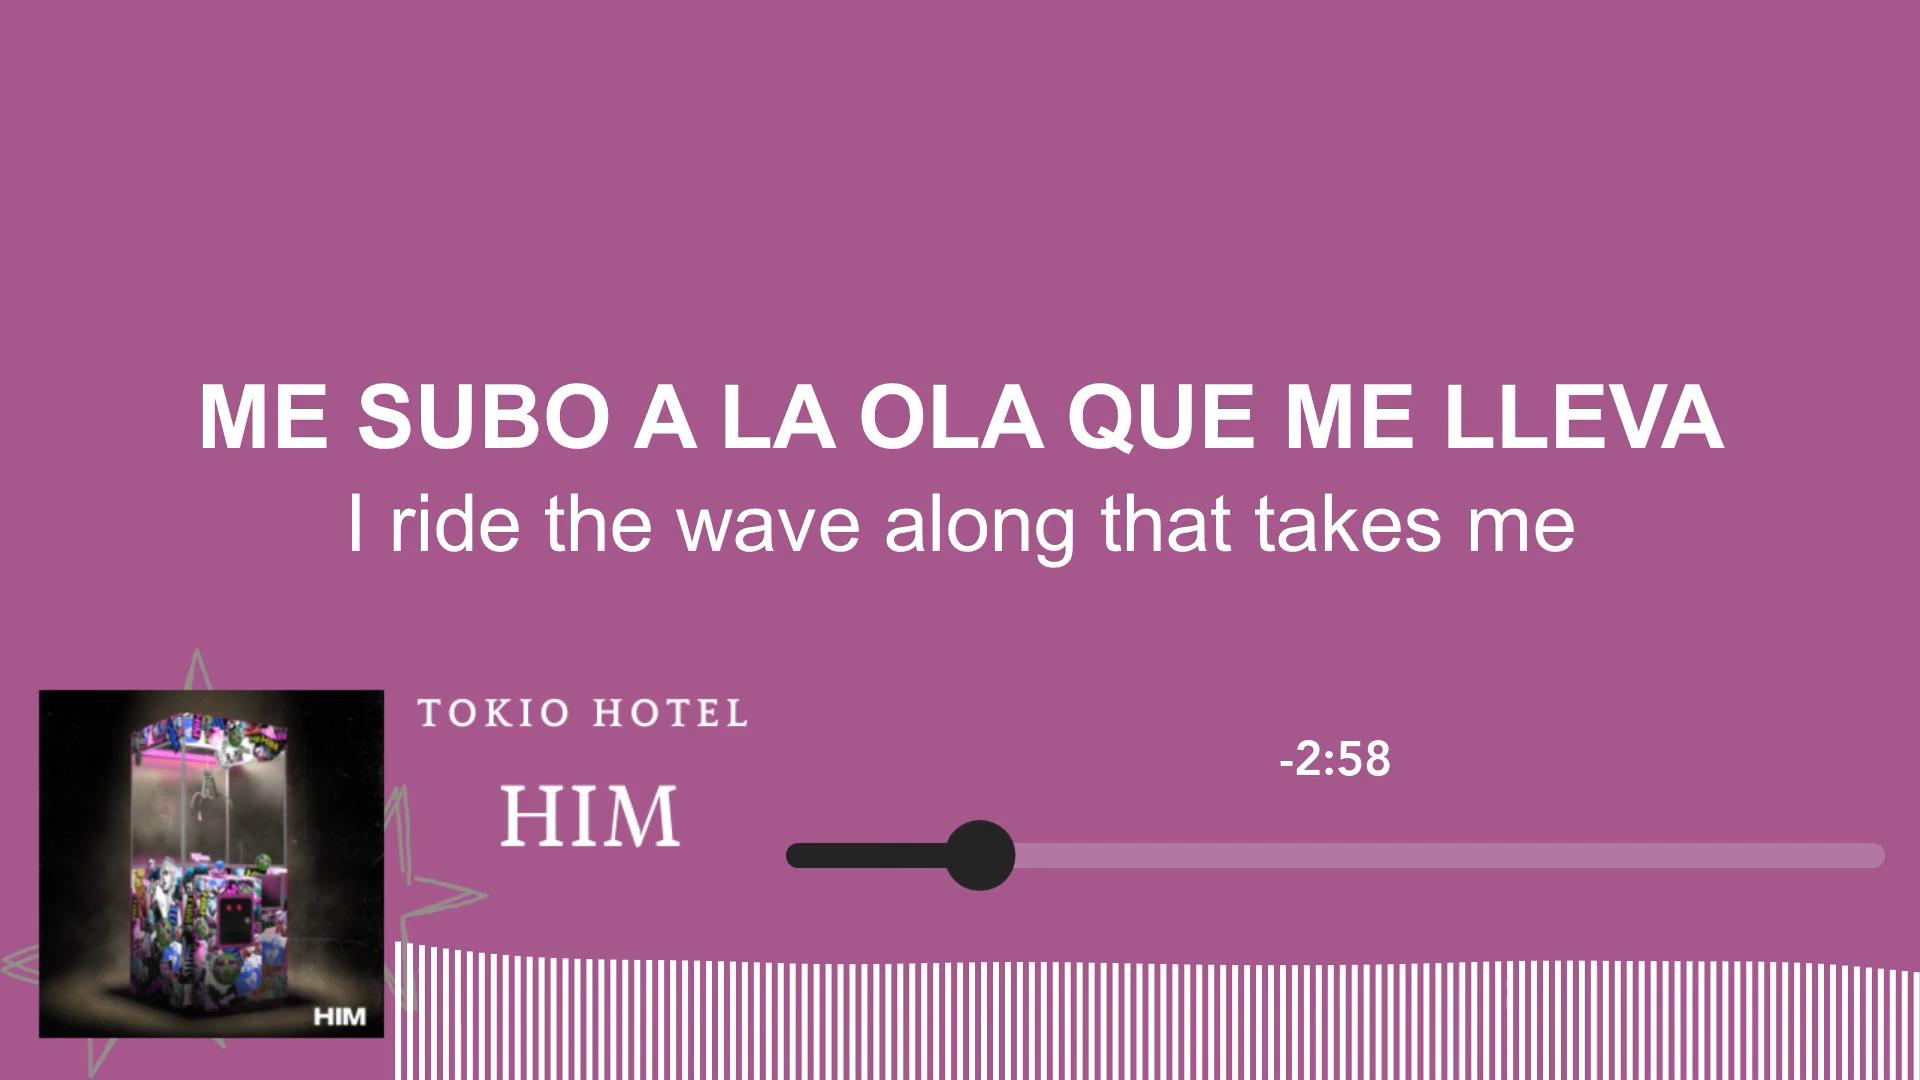 ME SUBO A LA OLA QUE ME LLEVA
I ride the wave along that takes me
TOKIO HOTEL
HIM
-2:58
HIM